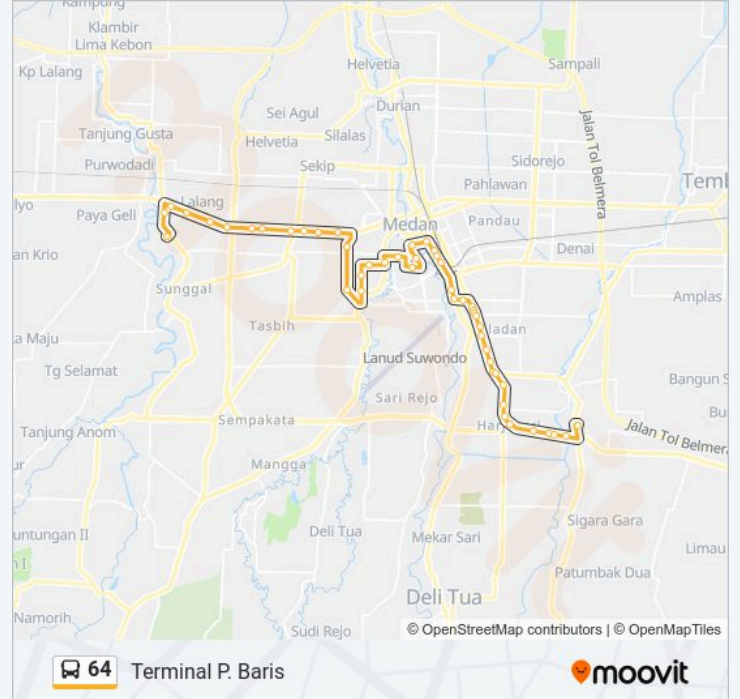 Kampung
Klambir
Lima Kebon
Helvetia
Sampali
Kp Lalang
Durian
Sei Agul
Jalan Tol Belmera
Tanjung Gusta
Helvetia
Silalas
Purwodadi
Sekip
Sidorejo
Pahlawan
Temb
lyo
Lalang
Paya Geli
Medan
Pandau
an Krio
Denai
Sunggal
Amplas
Tasbih
Jladan
a Maju
Lanud Suwondo
Tg Selamat
Bangun S
Sari Rejo
Bu
Sempakata
Har
Tanjung Anom
Jalan Tol Belmera
ur
Mangga
Sigara Gara
untungan II
Deli Tua
Mekar Sari
Limau
n I
Patumbak Dua
Deli Tua
Namorih
Sudi Rejo
© OpenStreetMap contributors | © OpenMapTiles
64 Terminal P. Baris
moovit